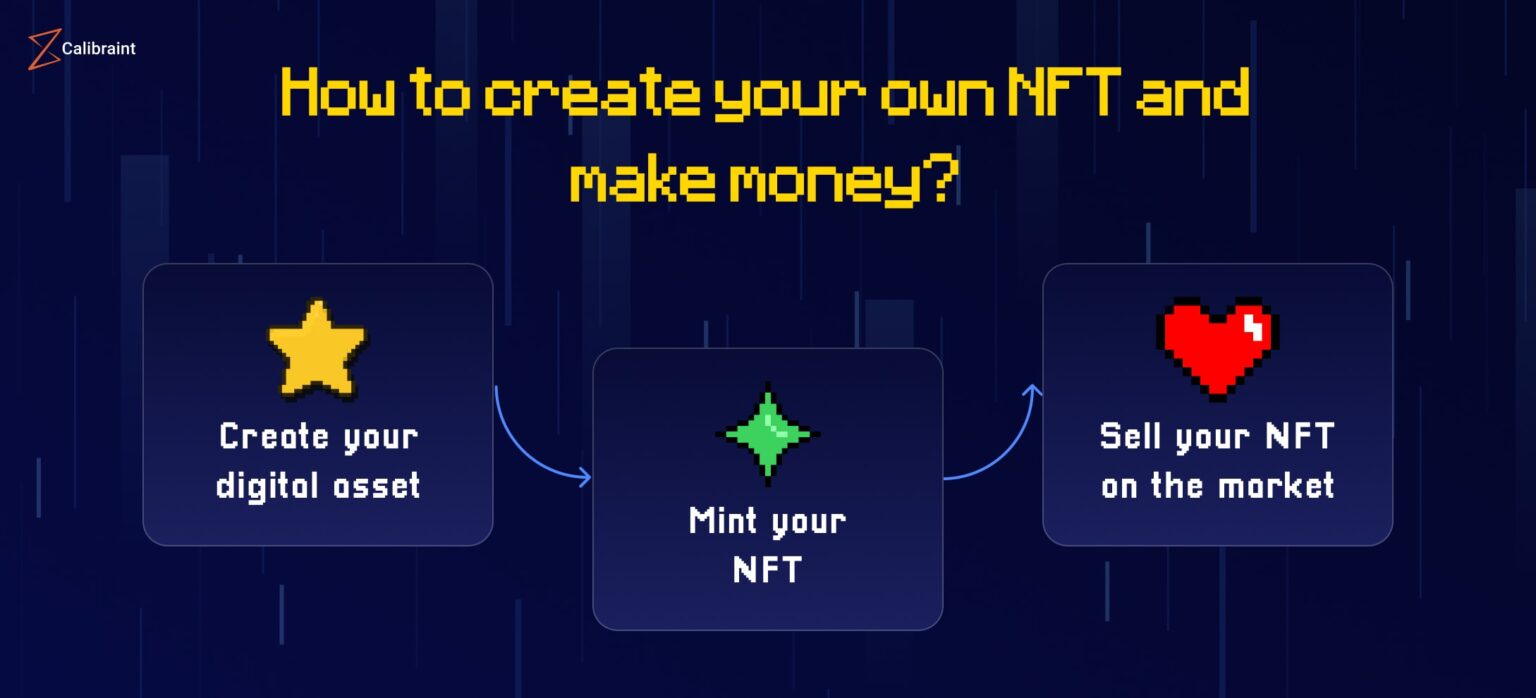 Calibraint
How to create your own NFT and
make money?
Create your
digital asset
Mint your
NFT
Sell your NFT
on the market